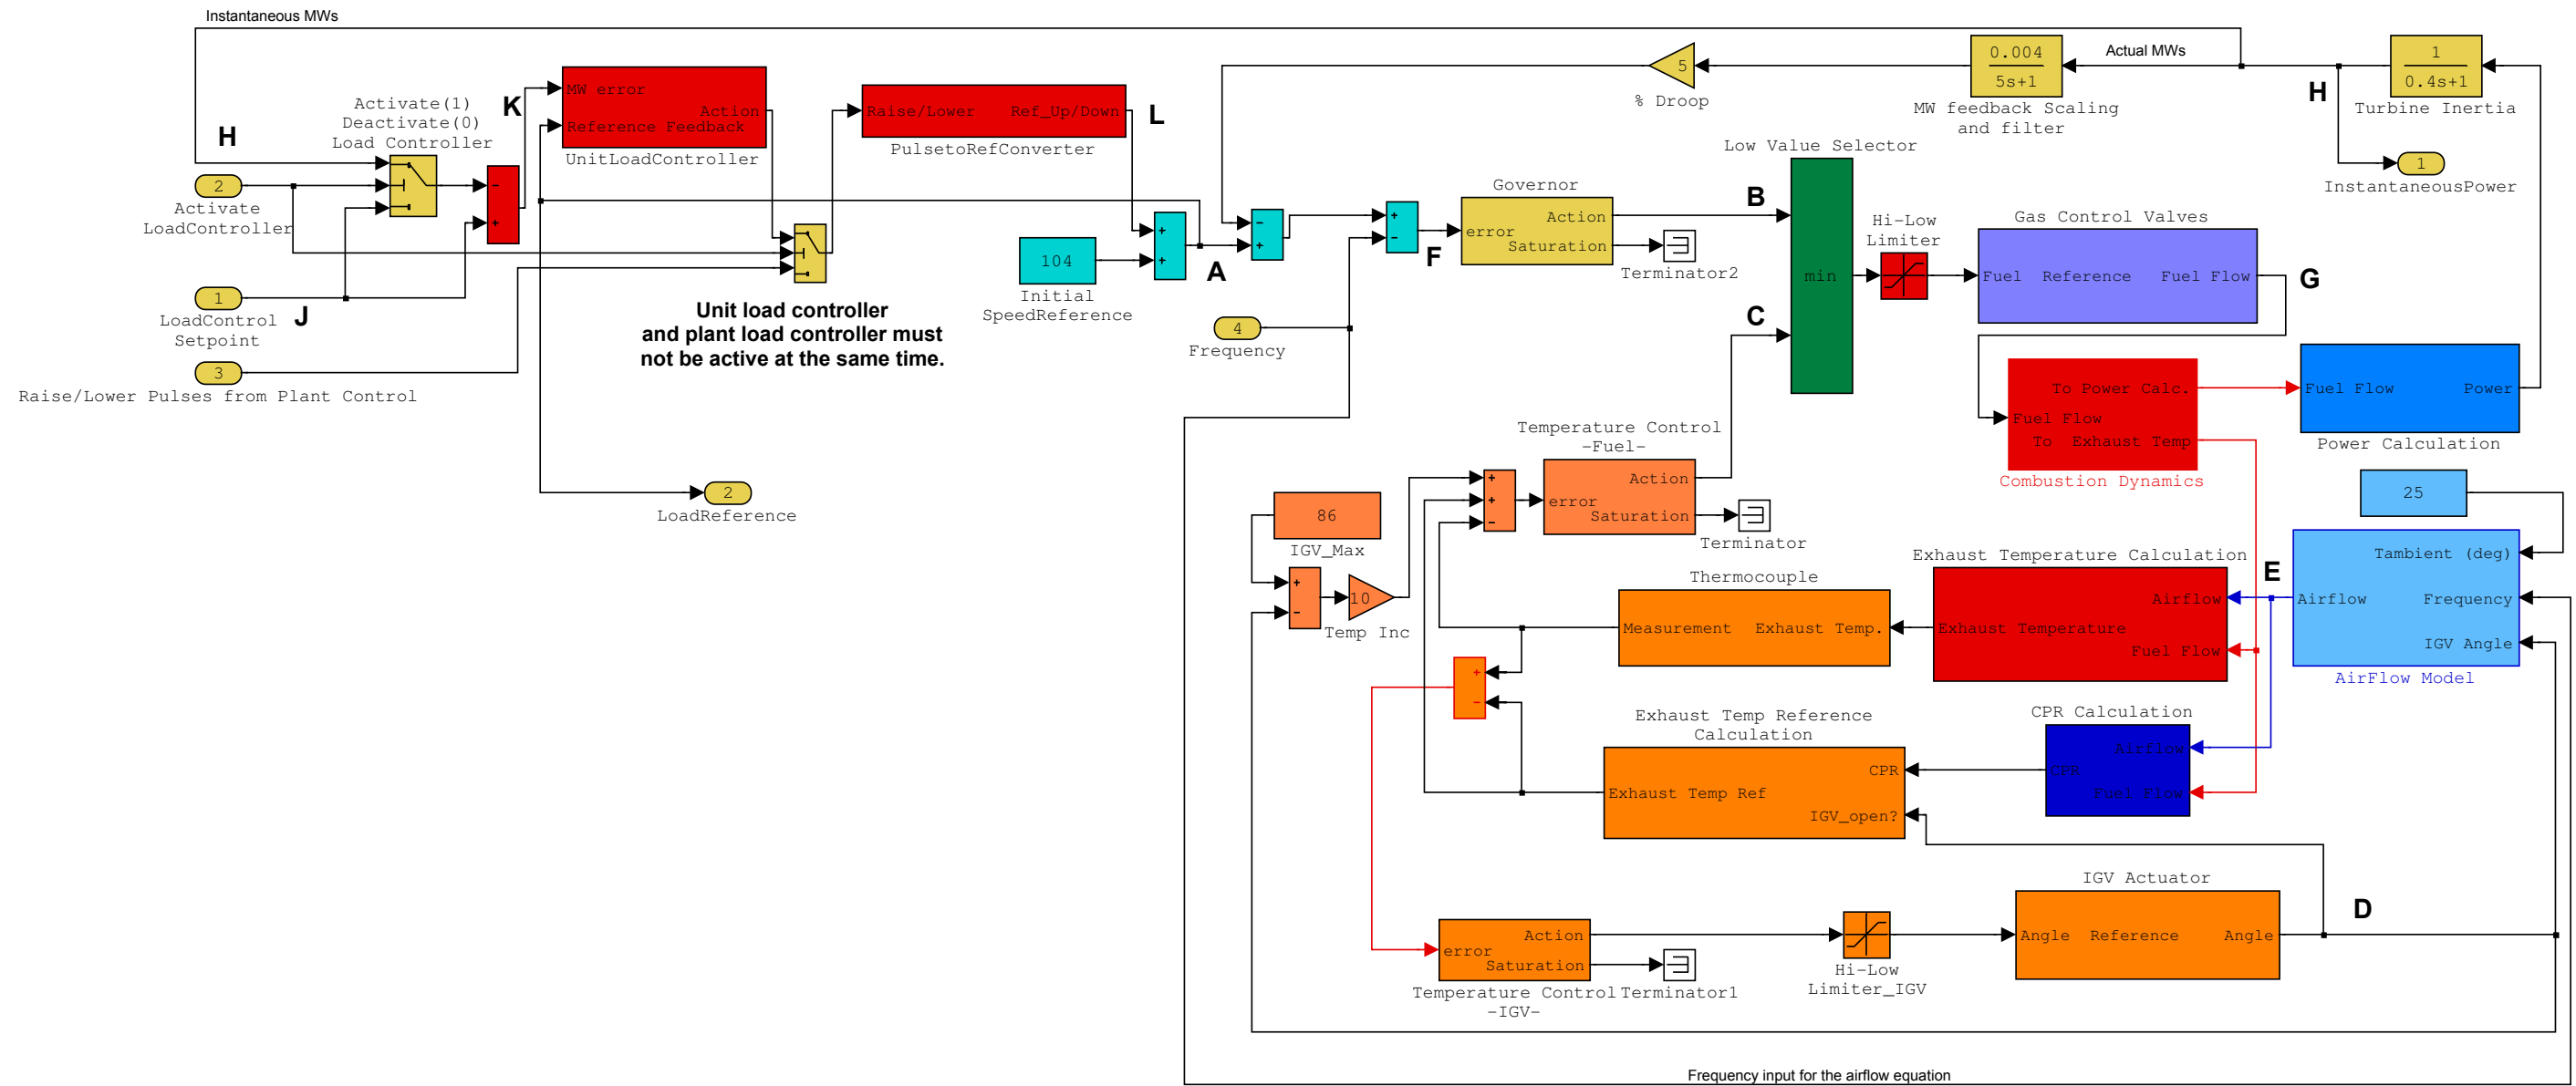 Instantaneous MWs
H
Activate(1)
Deactivate(0)
Load Controller
K
MW error
Action
Reference Feedback
UnitLoadController
Raise/Lower
Ref_Up/Down
PulsetoRefConverter
L
5
% Droop
0.004
5s+1
MW feedback Scaling
and filter
Actual MWs
H
1
0.4s+1
Turbine Inertia
1
InstantaneousPower
2
Activate
LoadController
-
+
1
LoadControl
Setpoint
J
3
Raise/Lower Pulses from Plant Control
Unit load controller
and plant load controller must
not be active at the same time.
104
Initial
SpeedReference
+
+
A
-
+
+
-
F
4
Frequency
Governor
error
Action
Saturation
Terminator2
B
C
Low Value Selector
min
Hi-Low
Limiter
Gas Control Valves
Fuel Reference
Fuel Flow
G
To Power Calc.
Fuel Flow
To Exhaust Temp
Combustion Dynamics
Fuel Flow
Power
Power Calculation
2
LoadReference
86
IGV_Max
+
-
10
Temp Inc
+
+
-
Temperature Control
-Fuel-
error
Action
Saturation
Terminator
25
Tambient (deg)
Airflow
Frequency
IGV Angle
AirFlow Model
E
Exhaust Temperature Calculation
Airflow
Exhaust Temperature
Fuel Flow
Thermocouple
Measurement
Exhaust Temp.
+
-
Exhaust Temp Reference
Calculation
CPR
Exhaust Temp Ref
IGV_open?
CPR Calculation
Airflow
CPR
Fuel Flow
IGV Actuator
Angle Reference
Angle
D
error
Action
Saturation
Temperature Control
-IGV-
Terminator1
Hi-Low
Limiter_IGV
Frequency input for the airflow equation